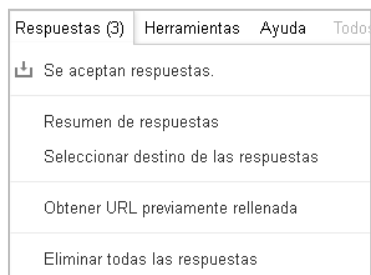 Respuestas (3) Herramientas Ayuda Todos
Se aceptan respuestas.
Resumen de respuestas
Seleccionar destino de las respuestas
Obtener URL previamente rellenada
Eliminar todas las respuestas